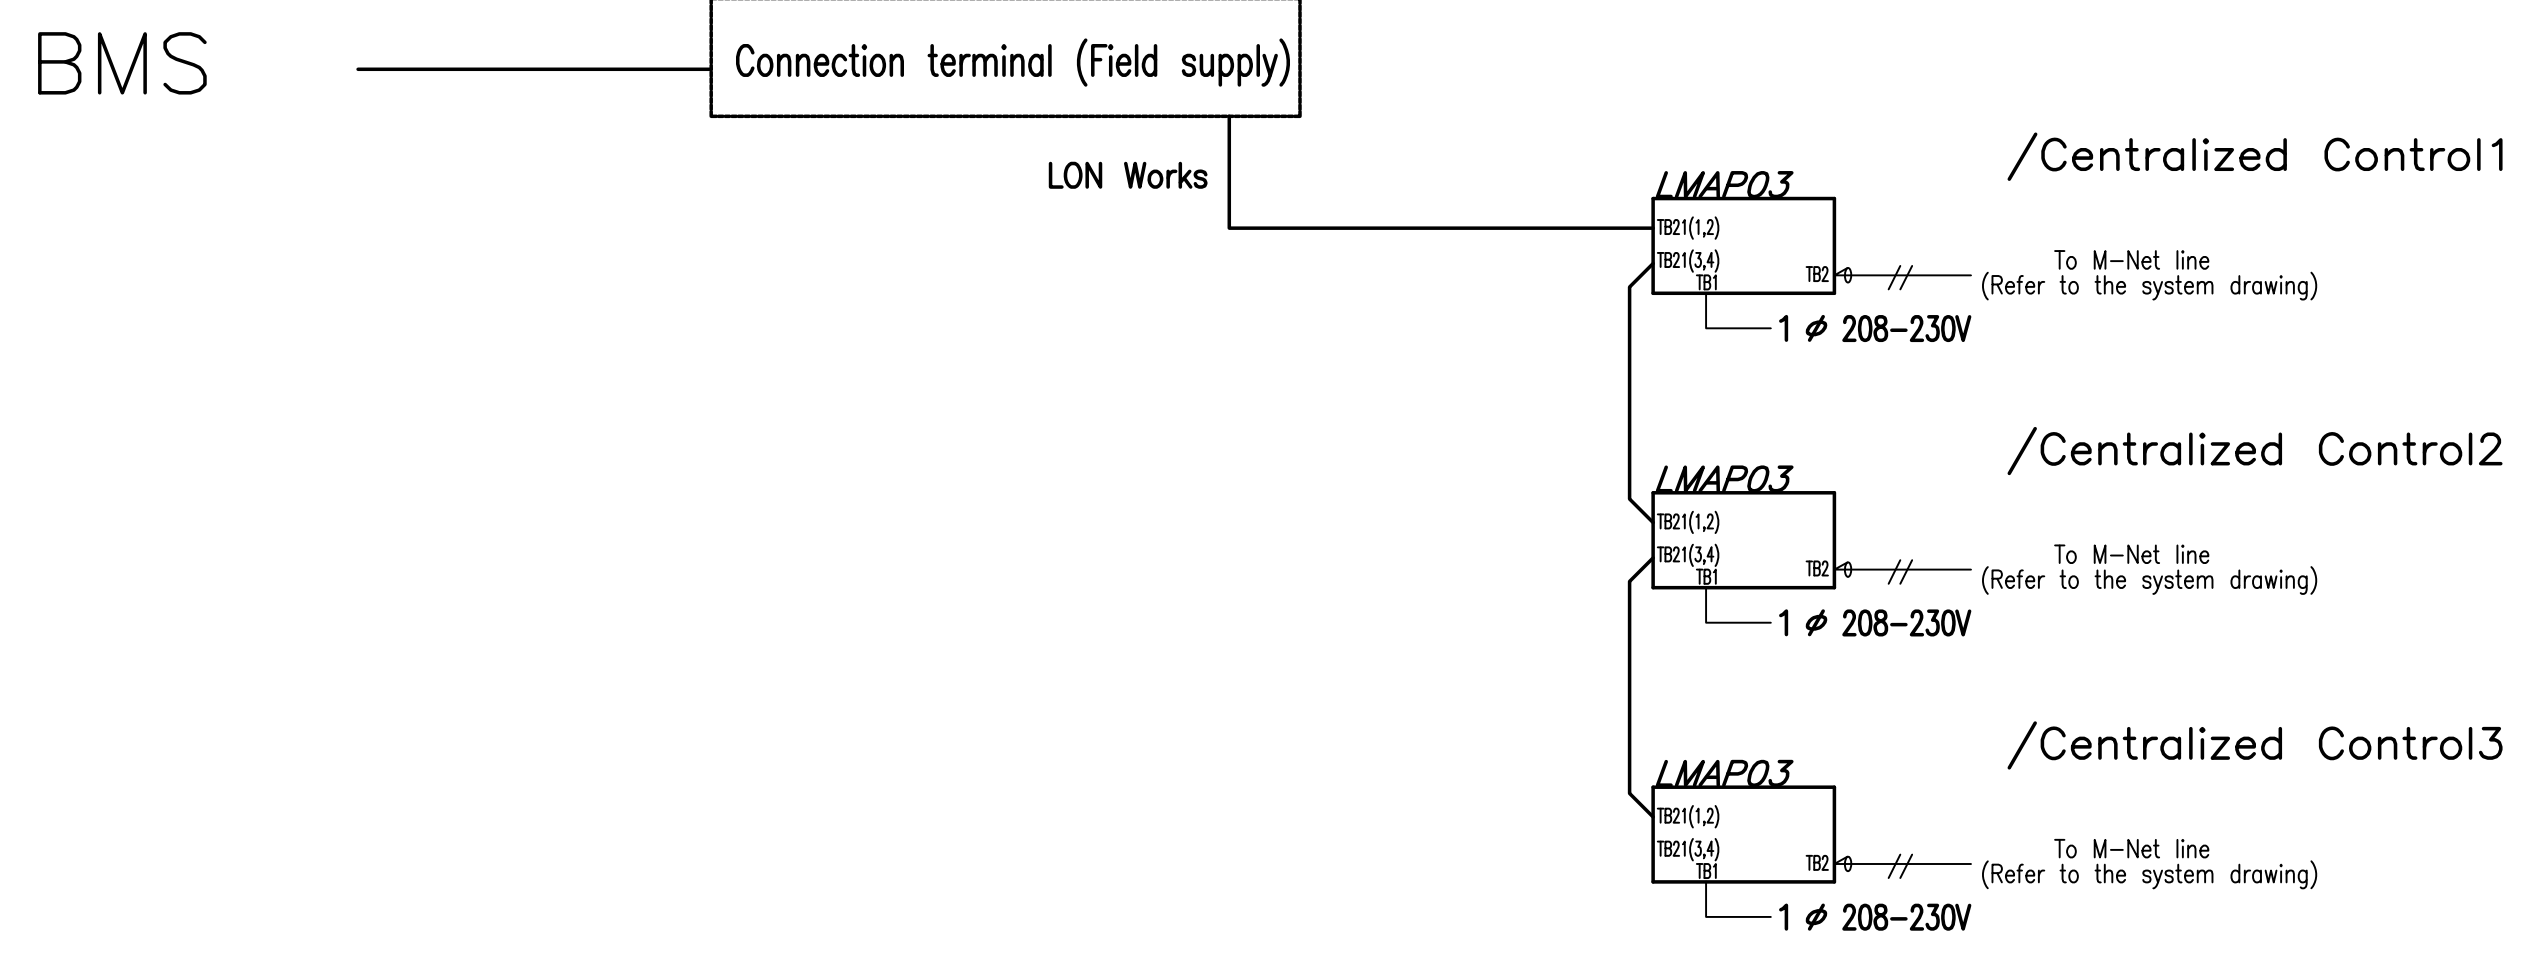 BMS
Connection terminal (Field supply)
LON Works
/Centralized Control1
LMAP03
TB21(1,2)
TB21(3,4)
TB1
TB2
To M-Net line
(Refer to the system drawing)
1 ϕ 208-230V
/Centralized Control2
LMAP03
TB21(1,2)
TB21(3,4)
TB1
TB2
To M-Net line
(Refer to the system drawing)
1 ϕ 208-230V
/Centralized Control3
LMAP03
TB21(1,2)
TB21(3,4)
TB1
TB2
To M-Net line
(Refer to the system drawing)
1 ϕ 208-230V